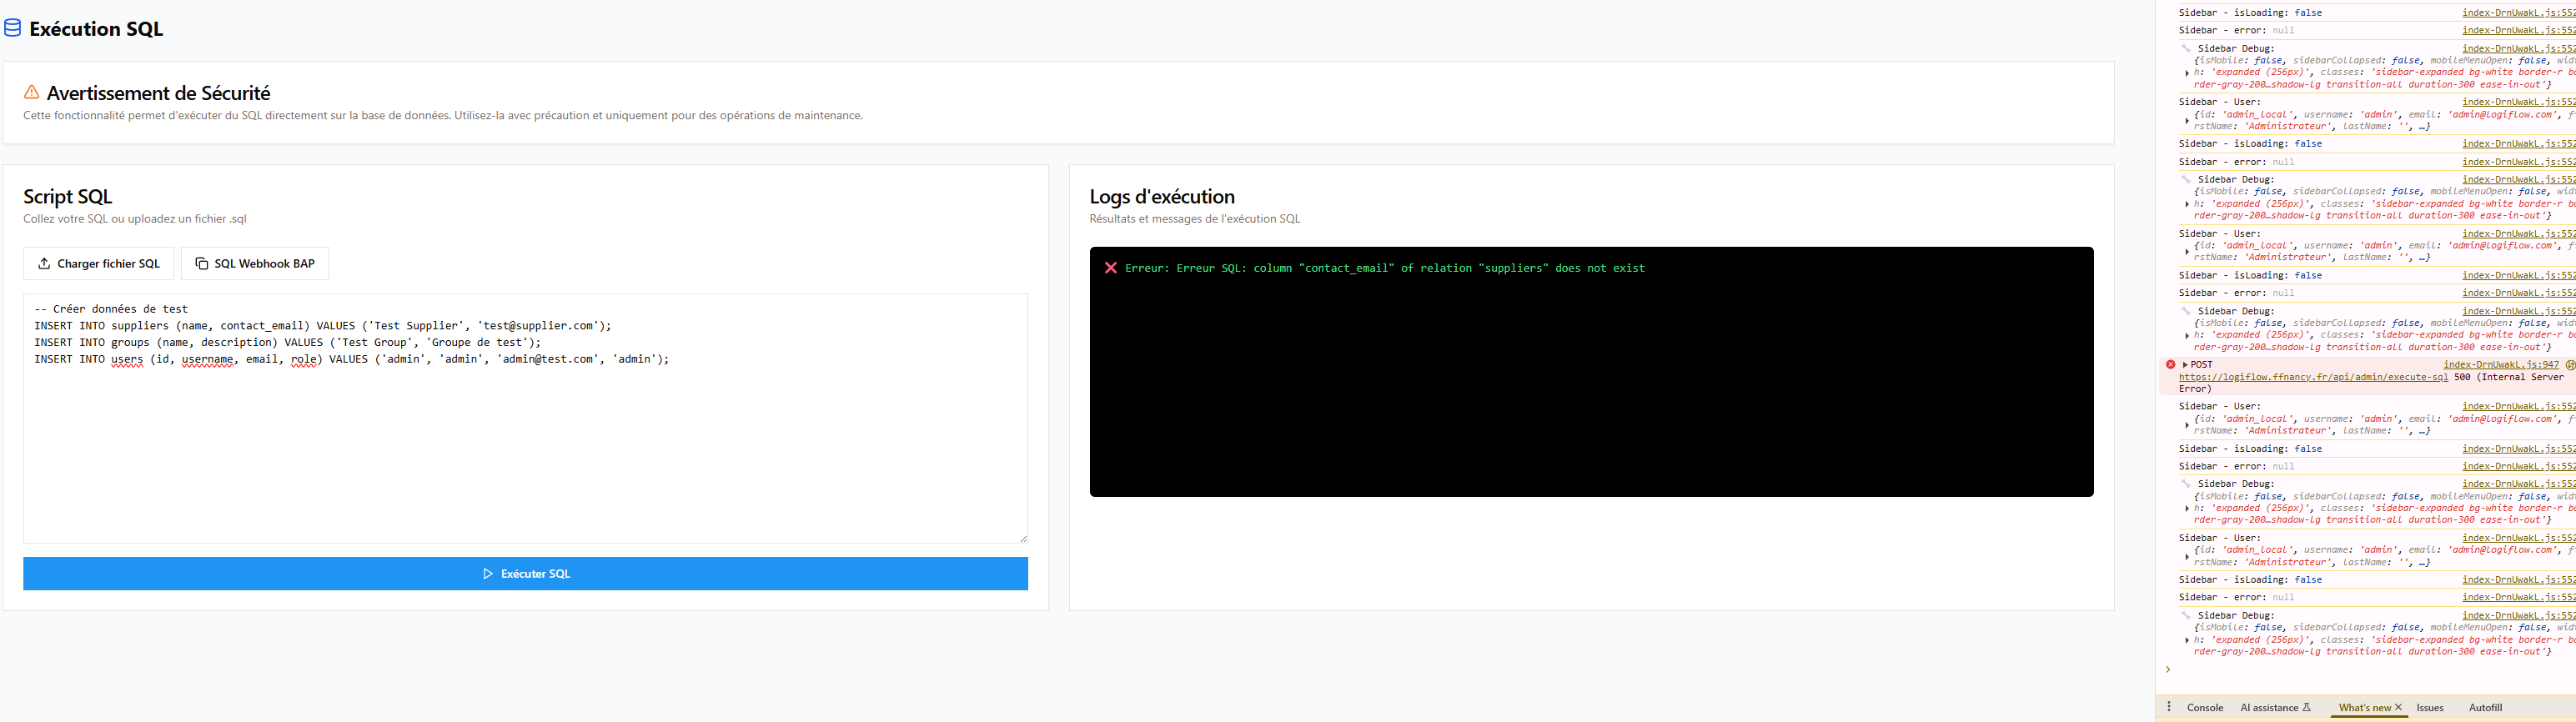 Exécution SQL
Avertissement de Sécurité
Cette fonctionnalité permet d'exécuter du SQL directement sur la base de données. Utilisez-la avec précaution et uniquement pour des opérations de maintenance.
Script SQL
Collez votre SQL ou uploadez un fichier .sql
Charger fichier SQL
SQL Webhook BAP
-- Créer données de test
INSERT INTO suppliers (name, contact_email) VALUES ('Test Supplier', 'test@supplier.com');
INSERT INTO groups (name, description) VALUES ('Test Group', 'Groupe de test');
INSERT INTO users (id, username, email, role) VALUES ('admin', 'admin', 'admin@test.com', 'admin');
Exécuter SQL
Logs d'exécution
Résultats et messages de l'exécution SQL
❌ Erreur: Erreur SQL: column "contact_email" of relation "suppliers" does not exist
Sidebar - isLoading: false index-DrnUwakL.js:552
Sidebar - error: null index-DrnUwakL.js:552
Sidebar Debug: index-DrnUwakL.js:552
{isMobile: false, sidebarCollapsed: false, mobileMenuOpen: false, widt
h: 'expanded (256px)', classes: 'sidebar-expanded bg-white border-r bo
rder-gray-200…shadow-lg transition-all duration-300 ease-in-out'}
Sidebar - User: index-DrnUwakL.js:552
{id: 'admin_local', username: 'admin', email: 'admin@logiflow.com', fi
rstName: 'Administrateur', lastName: '', …}
Sidebar - isLoading: false index-DrnUwakL.js:552
Sidebar - error: null index-DrnUwakL.js:552
Sidebar Debug: index-DrnUwakL.js:552
{isMobile: false, sidebarCollapsed: false, mobileMenuOpen: false, widt
h: 'expanded (256px)', classes: 'sidebar-expanded bg-white border-r bo
rder-gray-200…shadow-lg transition-all duration-300 ease-in-out'}
Sidebar - User: index-DrnUwakL.js:552
{id: 'admin_local', username: 'admin', email: 'admin@logiflow.com', fi
rstName: 'Administrateur', lastName: '', …}
Sidebar - isLoading: false index-DrnUwakL.js:552
Sidebar - error: null index-DrnUwakL.js:552
Sidebar Debug: index-DrnUwakL.js:552
{isMobile: false, sidebarCollapsed: false, mobileMenuOpen: false, widt
h: 'expanded (256px)', classes: 'sidebar-expanded bg-white border-r bo
rder-gray-200…shadow-lg transition-all duration-300 ease-in-out'}
POST index-DrnUwakL.js:947
https://logiflow.ffnancy.fr/api/admin/execute-sql 500 (Internal Server
Error)
Sidebar - User: index-DrnUwakL.js:552
{id: 'admin_local', username: 'admin', email: 'admin@logiflow.com', fi
rstName: 'Administrateur', lastName: '', …}
Sidebar - isLoading: false index-DrnUwakL.js:552
Sidebar - error: null index-DrnUwakL.js:552
Sidebar Debug: index-DrnUwakL.js:552
{isMobile: false, sidebarCollapsed: false, mobileMenuOpen: false, widt
h: 'expanded (256px)', classes: 'sidebar-expanded bg-white border-r bo
rder-gray-200…shadow-lg transition-all duration-300 ease-in-out'}
Sidebar - User: index-DrnUwakL.js:552
{id: 'admin_local', username: 'admin', email: 'admin@logiflow.com', fi
rstName: 'Administrateur', lastName: '', …}
Sidebar - isLoading: false index-DrnUwakL.js:552
Sidebar - error: null index-DrnUwakL.js:552
Sidebar Debug: index-DrnUwakL.js:552
{isMobile: false, sidebarCollapsed: false, mobileMenuOpen: false, widt
h: 'expanded (256px)', classes: 'sidebar-expanded bg-white border-r bo
rder-gray-200…shadow-lg transition-all duration-300 ease-in-out'}
Console AI assistance What's new Issues Autofill